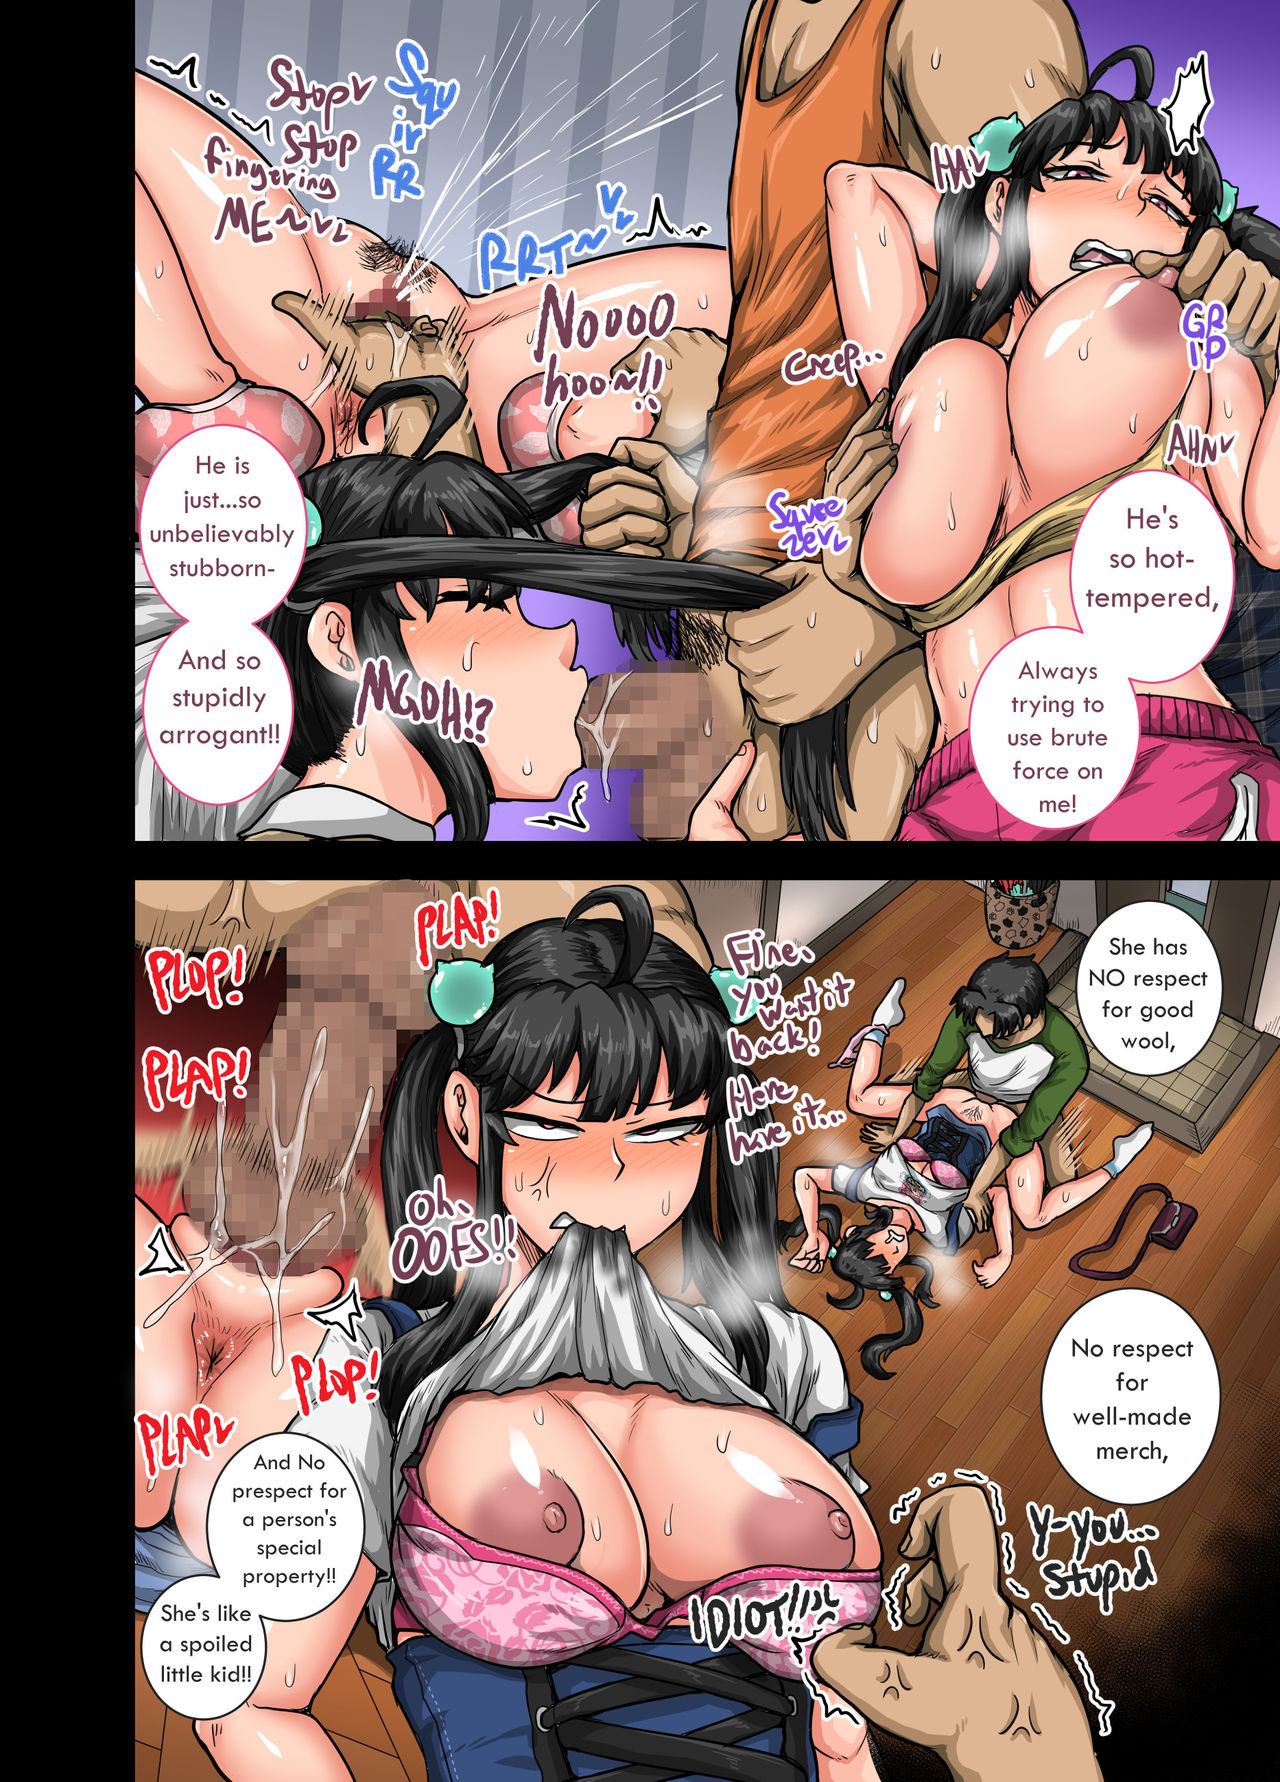 HA
GR
IP
Creep...
AHN
Squee
ze
He's
so hot-
tempered,
Always
trying to
use brute
force on
me!
Stop
Stop
fingering
ME~
Squ
ir
RR
RRT~
Noooo
hoo~!!
He is
just...so
unbelievably
stubborn-
And so
stupidly
arrogant!!
MGOH!?
She has
NO respect
for good
wool,
Fine,
you
want it
back!
Here
have it...
No respect
for
well-made
merch,
PLAP!
PLOP!
PLAP!
Oh,
OOFS!!
PLOP!
PLAP
And No
prespect for
a person's
special
property!!
She's like
a spoiled
little kid!!
Y-you...
Stupid
IDIOT!!